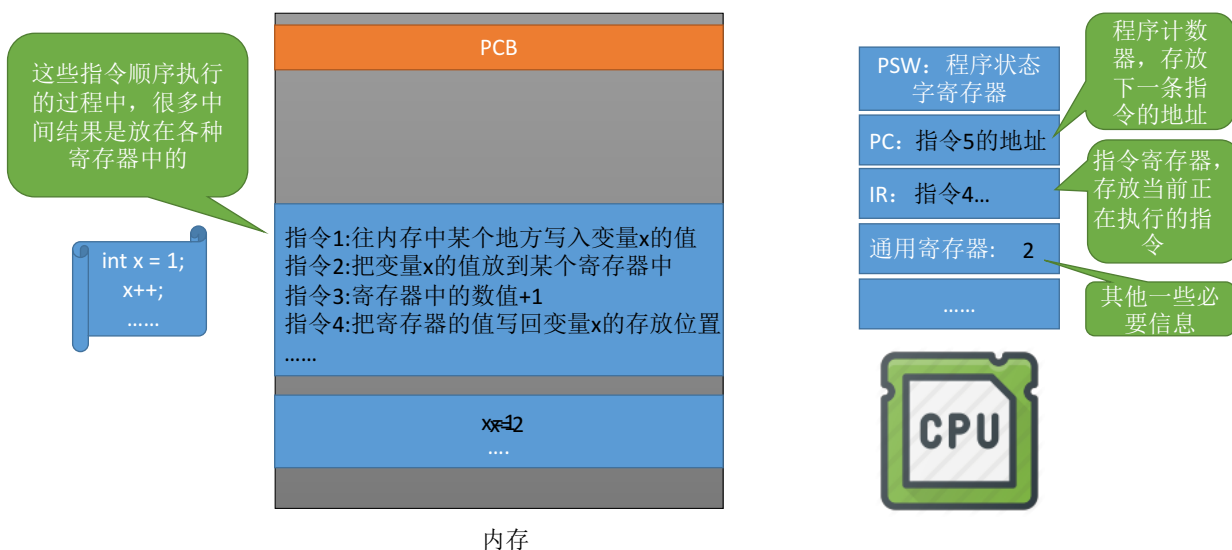 PCB
这些指令顺序执行
的过程中，很多中
间结果是放在各种
寄存器中的
int x = 1;
x++;
……
指令1:往内存中某个地方写入变量x的值
指令2:把变量x的值放到某个寄存器中
指令3:寄存器中的数值+1
指令4:把寄存器的值写回变量x的存放位置
……
x=1
x=2
….
内存
PSW：程序状态
字寄存器
PC：指令5的地址
IR：指令4…
通用寄存器：2
……
程序计数
器，存放
下一条指
令的地址
指令寄存器，
存放当前正
在执行的指
令
其他一些必
要信息
CPU